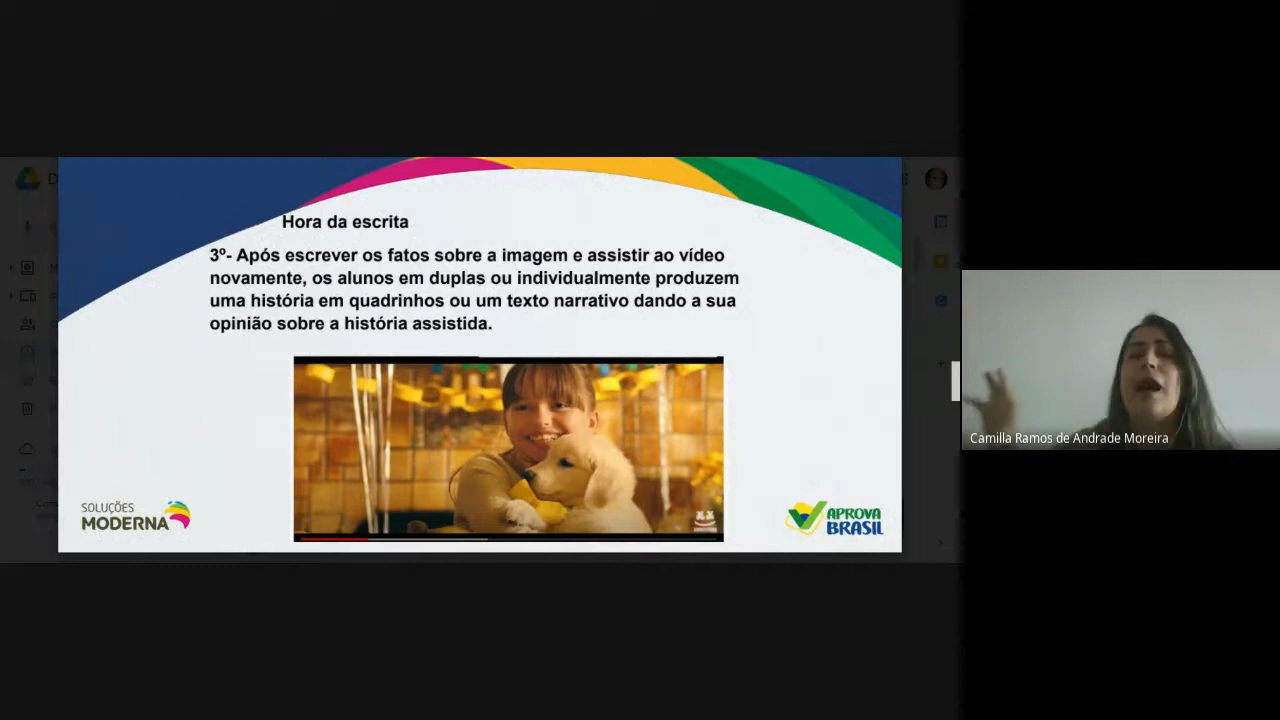 Hora da escrita
3º- Após escrever os fatos sobre a imagem e assistir ao vídeo
novamente, os alunos em duplas ou individualmente produzem
uma história em quadrinhos ou um texto narrativo dando a sua
opinião sobre a história assistida.
SOLUÇÕES
MODERNA
APROVA
BRASIL
Camilla Ramos de Andrade Moreira